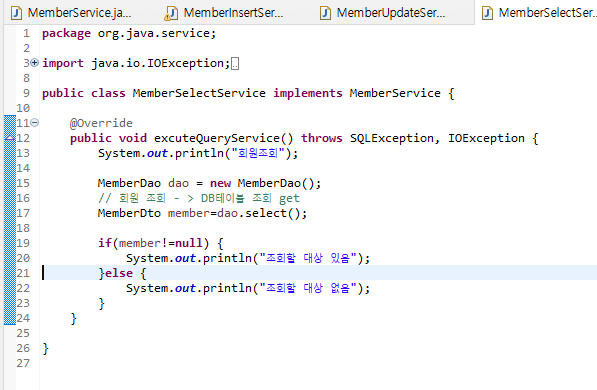 MemberService.ja...
MemberInsertSer...
MemberUpdateSer...
MemberSelectSer
1 package org.java.service;
2
3 import java.io.IOException;
8
9 public class MemberSelectService implements MemberService {
10
11 @Override
12 public void excuteQueryService() throws SQLException, IOException {
13 System.out.println("회원조회");
14
15 MemberDao dao = new MemberDao();
16 // 회원 조회 - > DB테이블 조회 get
17 MemberDto member=dao.select();
18
19 if(member!=null) {
20 System.out.println("조회할 대상 있음");
21 }else {
22 System.out.println("조회할 대상 없음");
23 }
24 }
25
26 }
27